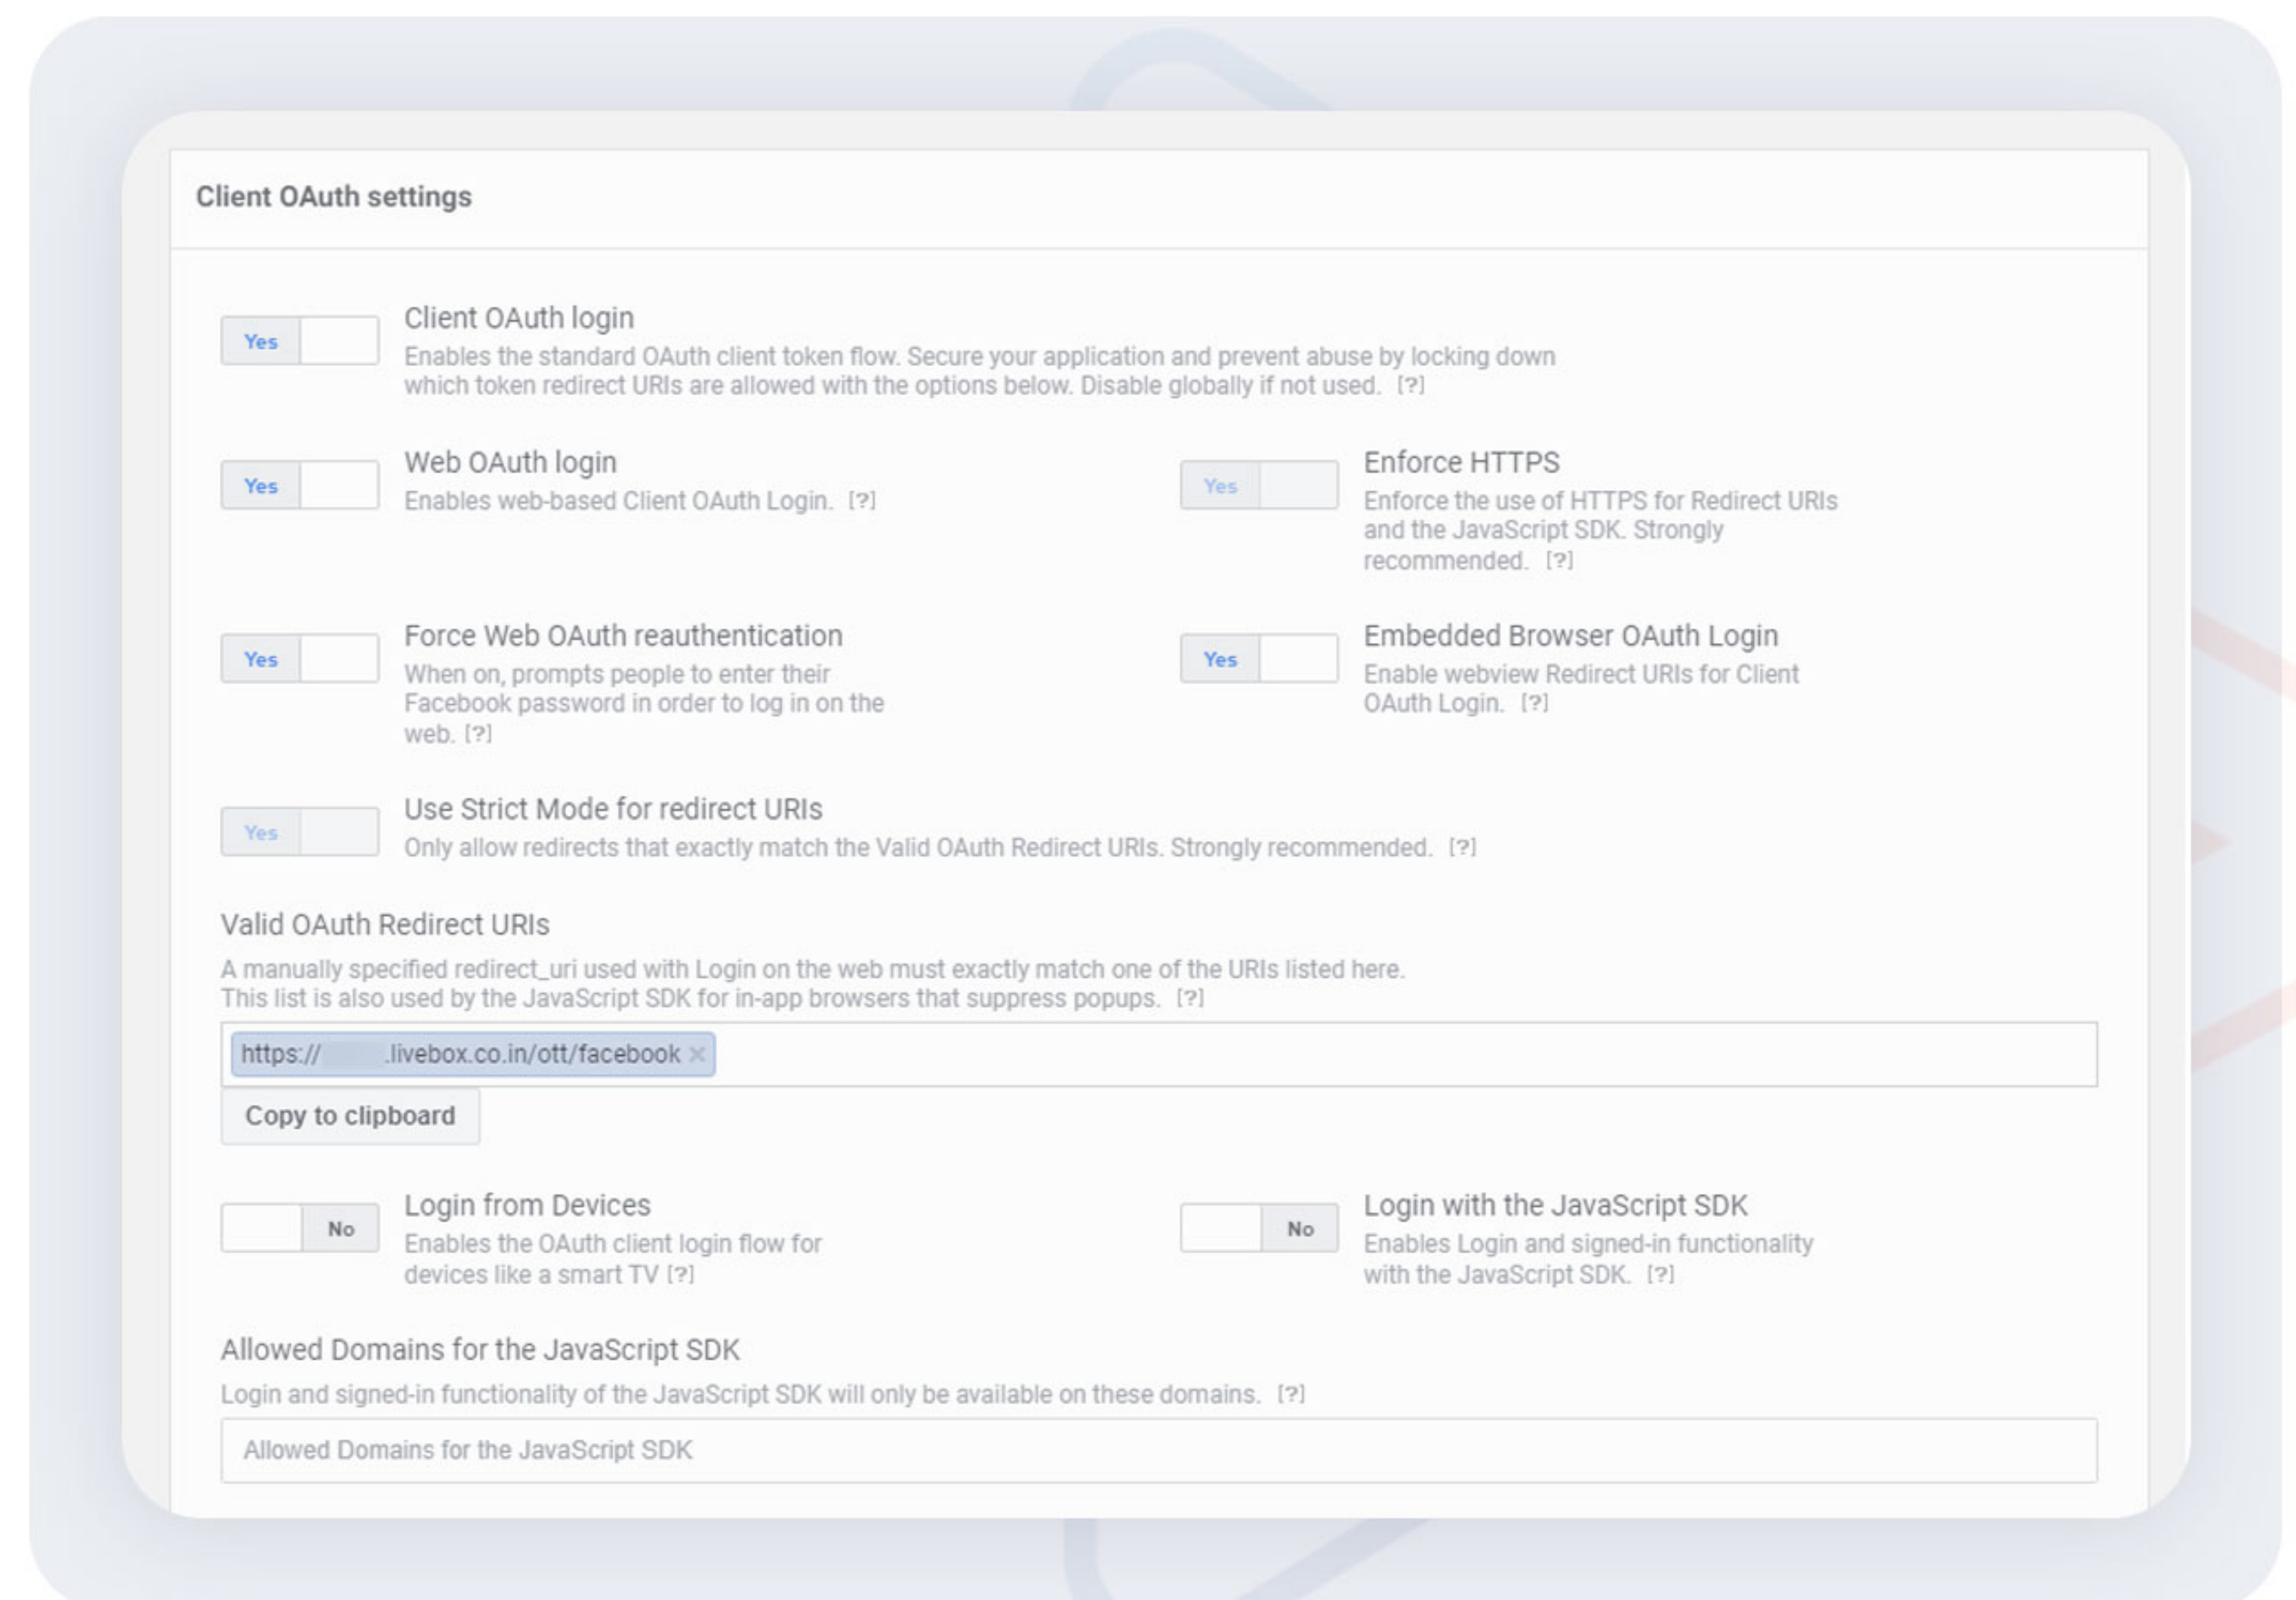 Client OAuth settings
Yes
Client OAuth login
Enables the standard OAuth client token flow. Secure your application and prevent abuse by locking down
which token redirect URIs are allowed with the options below. Disable globally if not used. [?]
Yes
Web OAuth login
Enables web-based Client OAuth Login. [?]
Yes
Enforce HTTPS
Enforce the use of HTTPS for Redirect URIs
and the JavaScript SDK. Strongly
recommended. [?]
Yes
Force Web OAuth reauthentication
When on, prompts people to enter their
Facebook password in order to log in on the
web. [?]
Yes
Embedded Browser OAuth Login
Enable webview Redirect URIs for Client
OAuth Login. [?]
Yes
Use Strict Mode for redirect URIs
Only allow redirects that exactly match the Valid OAuth Redirect URIs. Strongly recommended. [?]
Valid OAuth Redirect URIs
A manually specified redirect_uri used with Login on the web must exactly match one of the URIs listed here.
This list is also used by the JavaScript SDK for in-app browsers that suppress popups. [?]
https:// .livebox.co.in/ott/facebook ×
Copy to clipboard
No
Login from Devices
Enables the OAuth client login flow for
devices like a smart TV [?]
No
Login with the JavaScript SDK
Enables Login and signed-in functionality
with the JavaScript SDK. [?]
Allowed Domains for the JavaScript SDK
Login and signed-in functionality of the JavaScript SDK will only be available on these domains. [?]
Allowed Domains for the JavaScript SDK